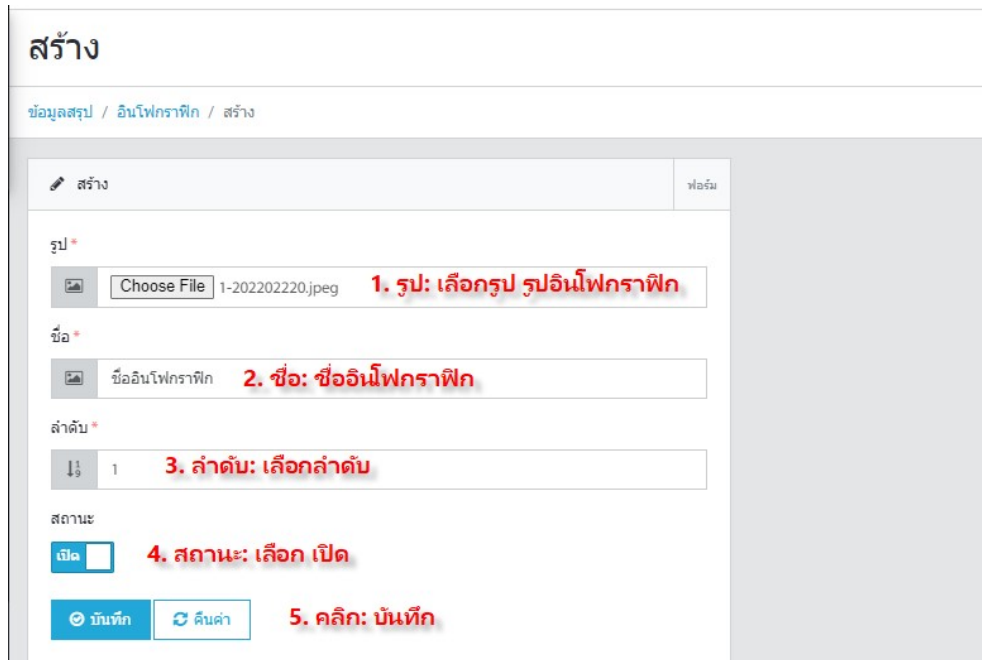 สร้าง
ข้อมูลสรุป / อินโฟกราฟิก / สร้าง
สร้าง ฟอร์ม
รูป *
Choose File 1-202202220.jpeg 1. รูป: เลือกรูป รูปอินโฟกราฟิก
ชื่อ *
ชื่ออินโฟกราฟิก 2. ชื่อ: ชื่ออินโฟกราฟิก
ลำดับ *
1 3. ลำดับ: เลือกลำดับ
สถานะ
เปิด 4. สถานะ: เลือก เปิด
บันทึก คืนค่า 5. คลิก: บันทึก